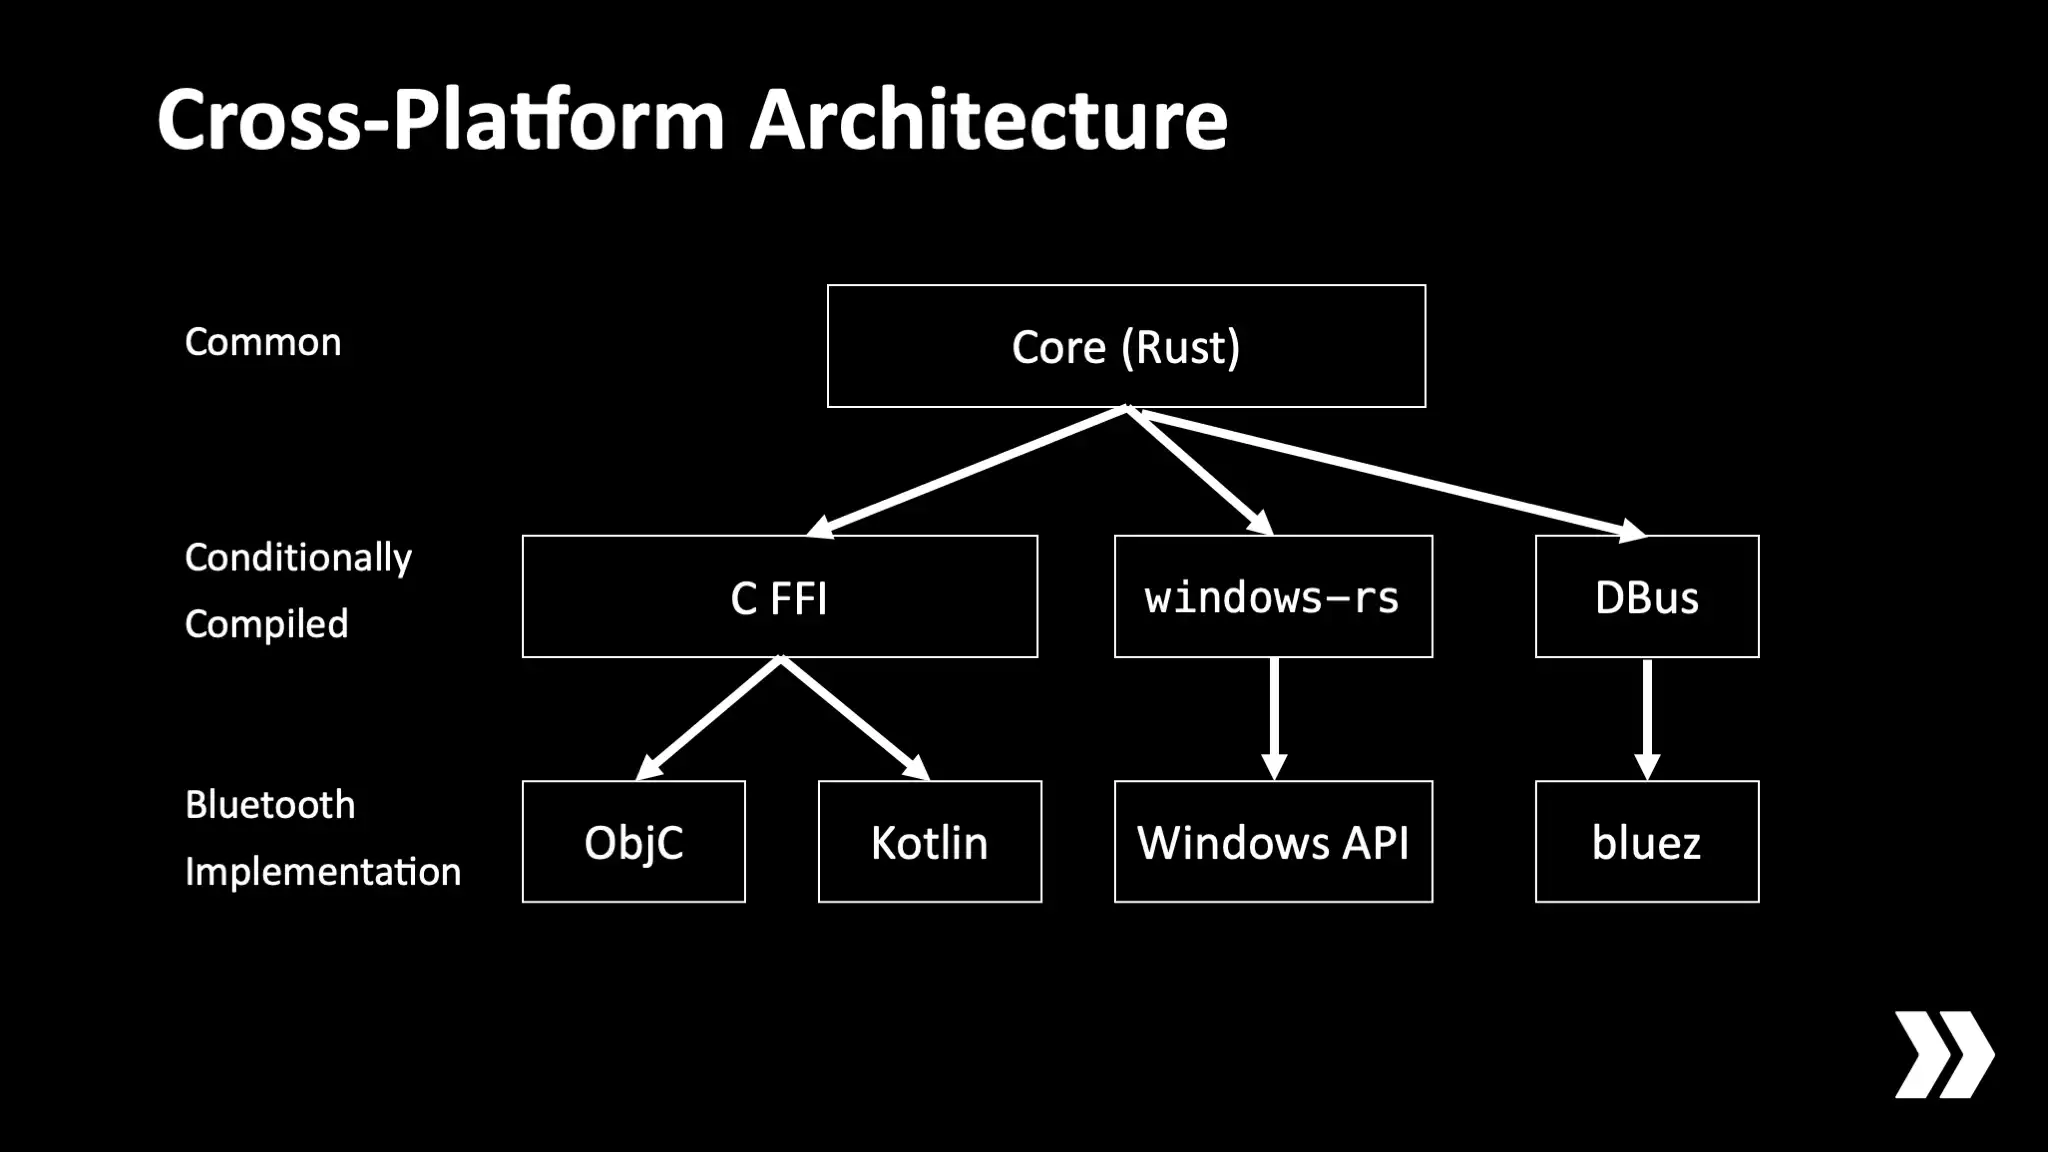 Cross-Platform Architecture
Common
Core (Rust)
Conditionally
Compiled
C FFI
windows-rs
DBus
Bluetooth
Implementation
ObjC
Kotlin
Windows API
bluez